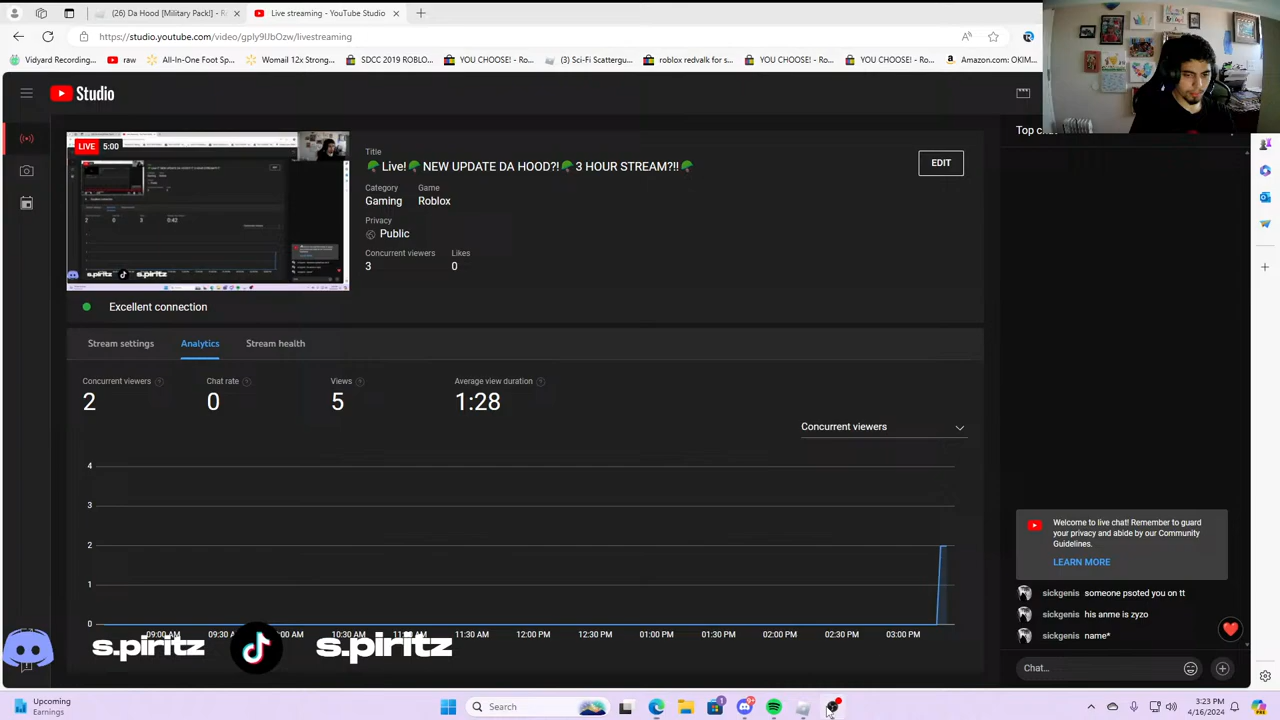 (26) Da Hood [Military Pack!] - Ro
Live streaming - YouTube Studio
https://studio.youtube.com/video/gply9IJbOzw/livestreaming
Vidyard Recording...
raw
All-In-One Foot Sp...
Womail 12x Strong...
SDCC 2019 ROBLO...
YOU CHOOSE! - Ro...
(3) Sci-Fi Scattergu...
roblox redvalk for s...
YOU CHOOSE! - Ro...
YOU CHOOSE! - Ro...
Amazon.com: OKIM...
Studio
Top chat
LIVE 5:00
Title
Live! NEW UPDATE DA HOOD?! 3 HOUR STREAM?!!
EDIT
Category Game
Gaming Roblox
Privacy
Public
Concurrent viewers Likes
3 0
Excellent connection
Stream settings Analytics Stream health
Concurrent viewers Chat rate Views Average view duration
2 0 5 1:28
Concurrent viewers
4
3
2
1
0
09:00 AM 10:30 AM 11:30 AM 12:00 PM 12:30 PM 01:00 PM 01:30 PM 02:00 PM 02:30 PM 03:00 PM
s.piritz s.piritz
Welcome to live chat! Remember to guard
your privacy and abide by our Community
Guidelines.
LEARN MORE
sickgenis someone psoted you on tt
sickgenis his anme is zyzo
sickgenis name*
Chat...
Upcoming
Earnings
Search
3:23 PM
4/16/2024